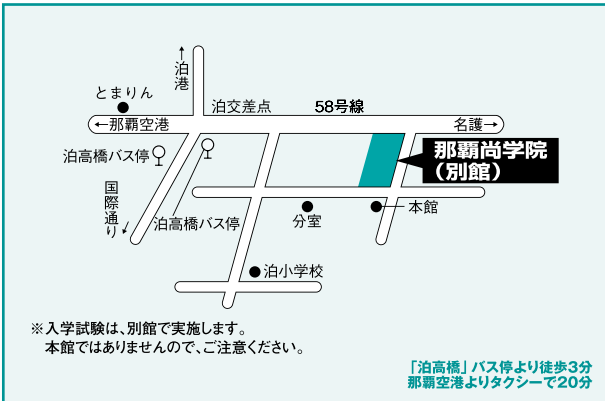 ↑泊港
とまりん
泊交差点
58号線
←那覇空港
名護→
那覇尚学院
(別館)
泊高橋バス停
国際通り↓
泊高橋バス停
分室
本館
泊小学校
※入学試験は、別館で実施します。
本館ではありませんので、ご注意ください。
「泊高橋」バス停より徒歩3分
那覇空港よりタクシーで20分